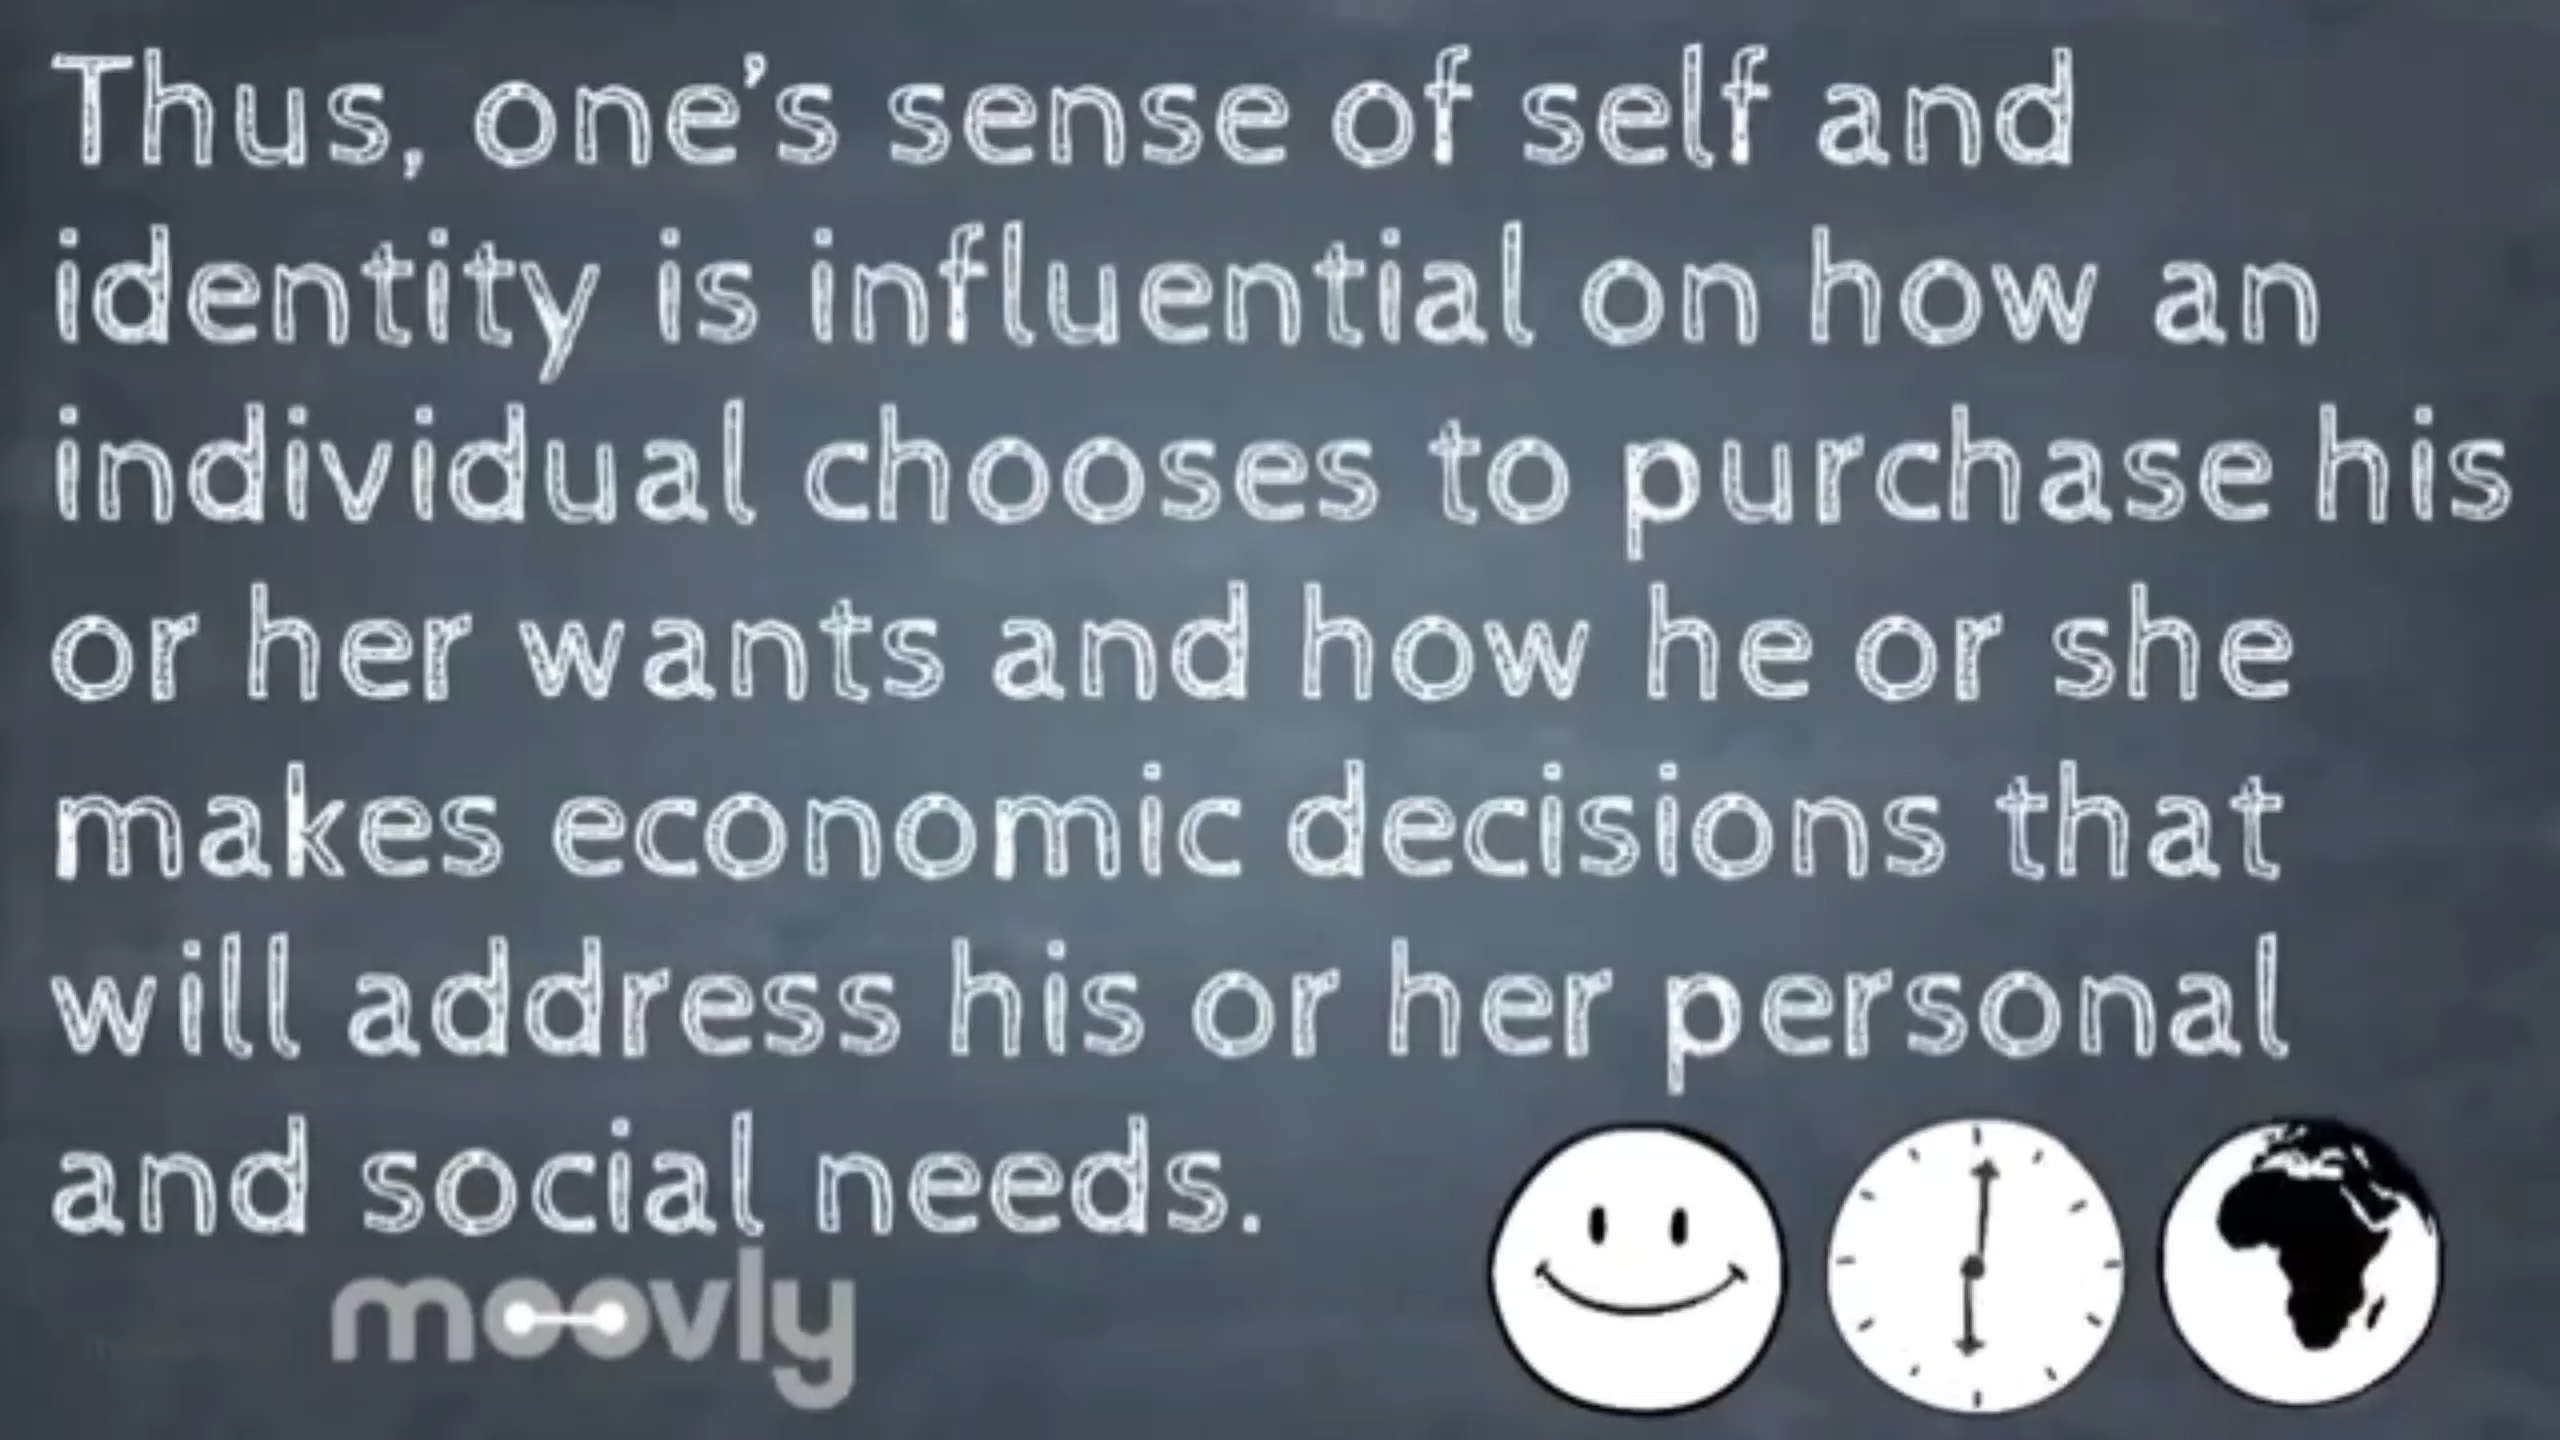 Thus, one’s sense of self and
identity is influential on how an
individual chooses to purchase his
or her wants and how he or she
makes economic decisions that
will address his or her personal
and social needs.
moovly